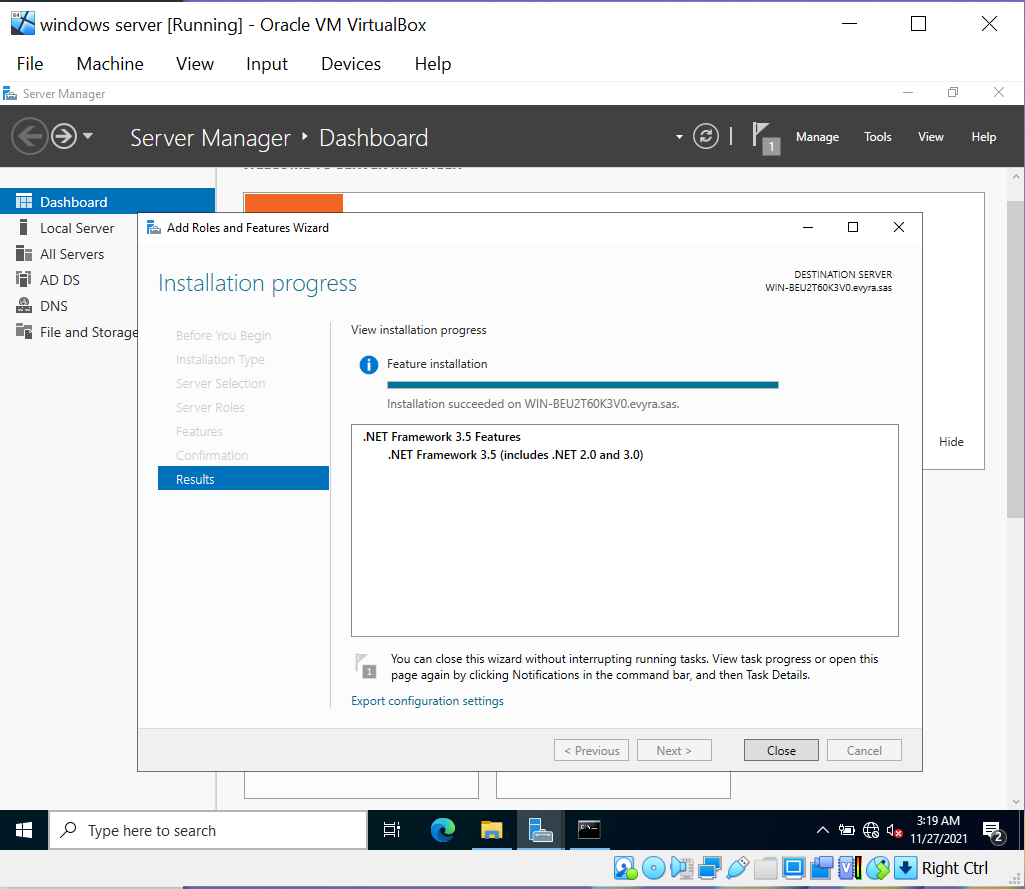 windows server [Running] - Oracle VM VirtualBox
File Machine View Input Devices Help
Server Manager
Server Manager ‣ Dashboard
1
Manage Tools View Help
Dashboard
Local Server
All Servers
AD DS
DNS
File and Storage
Add Roles and Features Wizard
Installation progress
DESTINATION SERVER
WIN-BEU2T60K3V0.evyra.sas
Before You Begin
Installation Type
Server Selection
Server Roles
Features
Confirmation
Results
View installation progress
Feature installation
Installation succeeded on WIN-BEU2T60K3V0.evyra.sas.
.NET Framework 3.5 Features
.NET Framework 3.5 (includes .NET 2.0 and 3.0)
Hide
1
You can close this wizard without interrupting running tasks. View task progress or open this
page again by clicking Notifications in the command bar, and then Task Details.
Export configuration settings
< Previous Next > Close Cancel
Type here to search
3:19 AM
11/27/2021
2
Right Ctrl